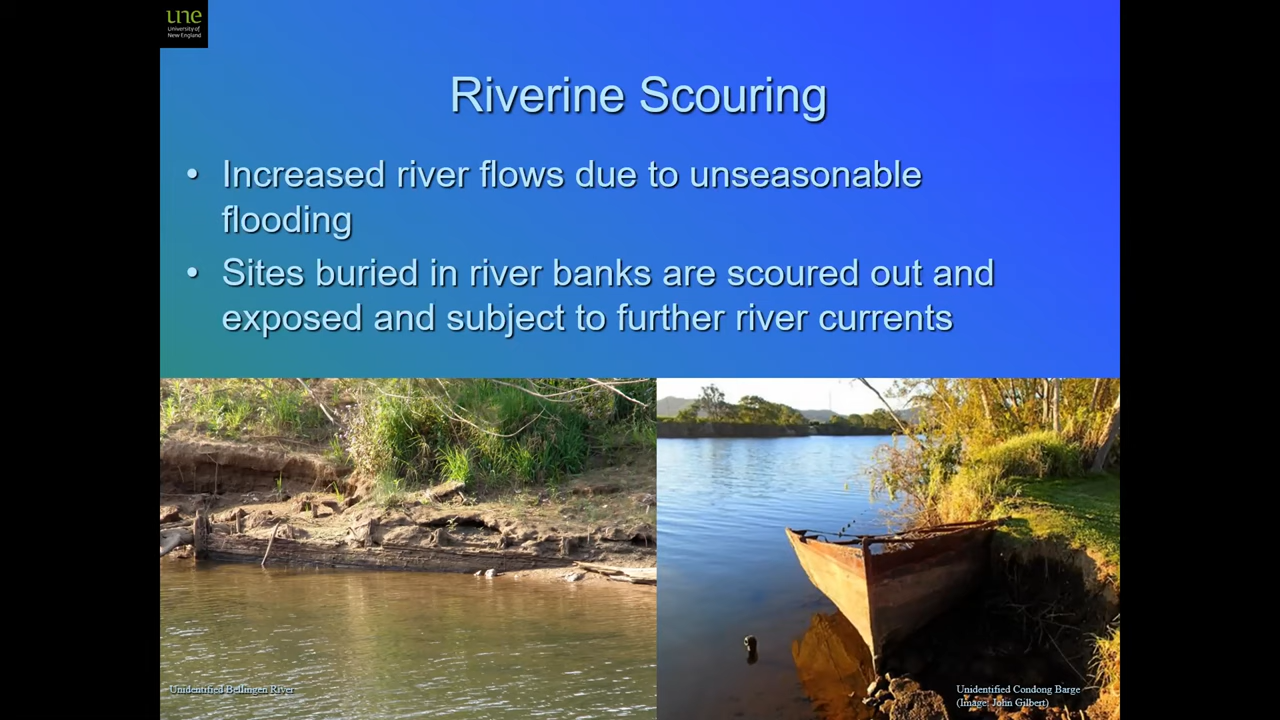 une
University of
New England
Riverine Scouring
• Increased river flows due to unseasonable
flooding
• Sites buried in river banks are scoured out and
exposed and subject to further river currents
Unidentified Bellingen River
Unidentified Condong Barge
(Image: John Gilbert)